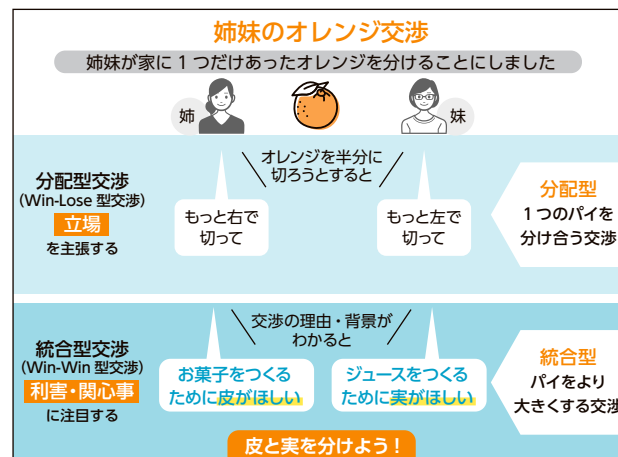 姉妹のオレンジ交渉
姉妹が家に1つだけあったオレンジを分けることにしました
姉
妹
分配型交渉
(Win-Lose 型交渉)
立場
を主張する
オレンジを半分に
切ろうとすると
もっと右で
切って
もっと左で
切って
分配型
1つのパイを
分け合う交渉
統合型交渉
(Win-Win 型交渉)
利害・関心事
に注目する
交渉の理由・背景が
わかると
お菓子をつくる
ために皮がほしい
ジュースをつくる
ために実がほしい
統合型
パイをより
大きくする交渉
皮と実を分けよう！